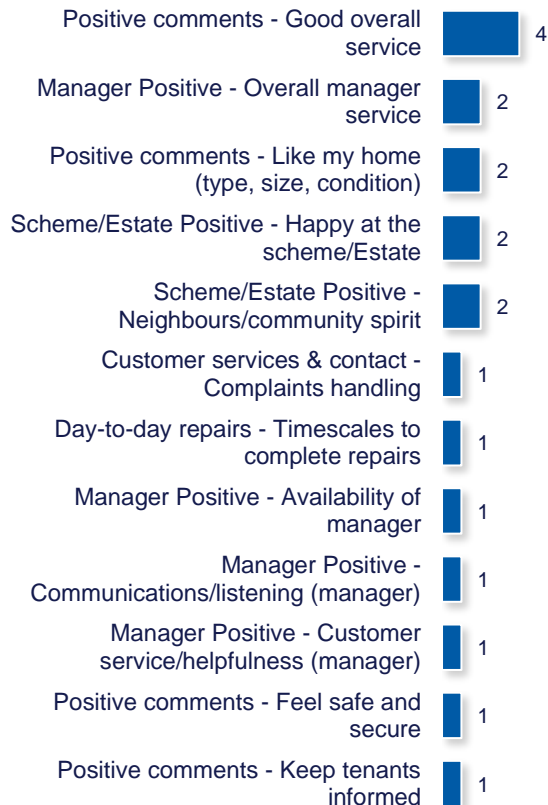 Positive comments - Good overall
service
4
Manager Positive - Overall manager
service
2
Positive comments - Like my home
(type, size, condition)
2
Scheme/Estate Positive - Happy at the
scheme/Estate
2
Scheme/Estate Positive -
Neighbours/community spirit
2
Customer services & contact -
Complaints handling
1
Day-to-day repairs - Timescales to
complete repairs
1
Manager Positive - Availability of
manager
1
Manager Positive -
Communications/listening (manager)
1
Manager Positive - Customer
service/helpfulness (manager)
1
Positive comments - Feel safe and
secure
1
Positive comments - Keep tenants
informed
1